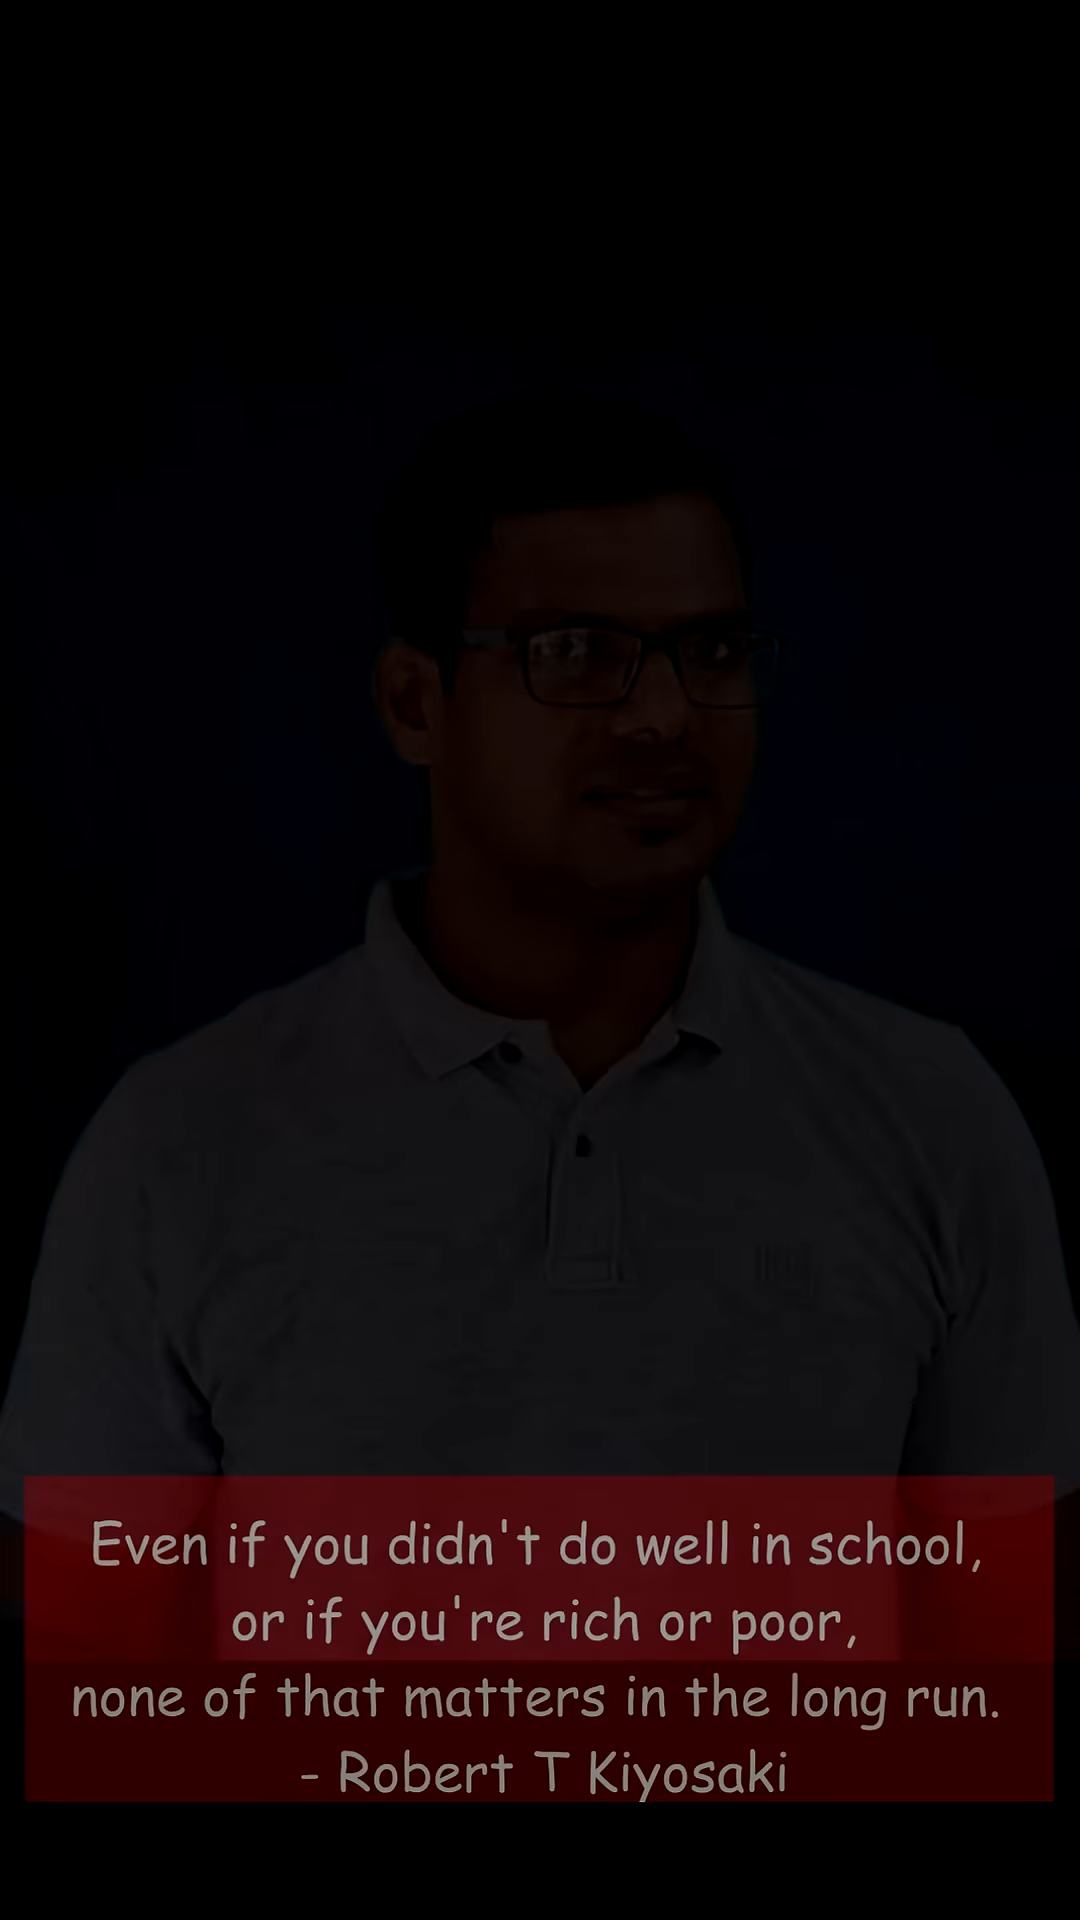 Even if you didn't do well in school,
or if you're rich or poor,
none of that matters in the long run.
- Robert T Kiyosaki